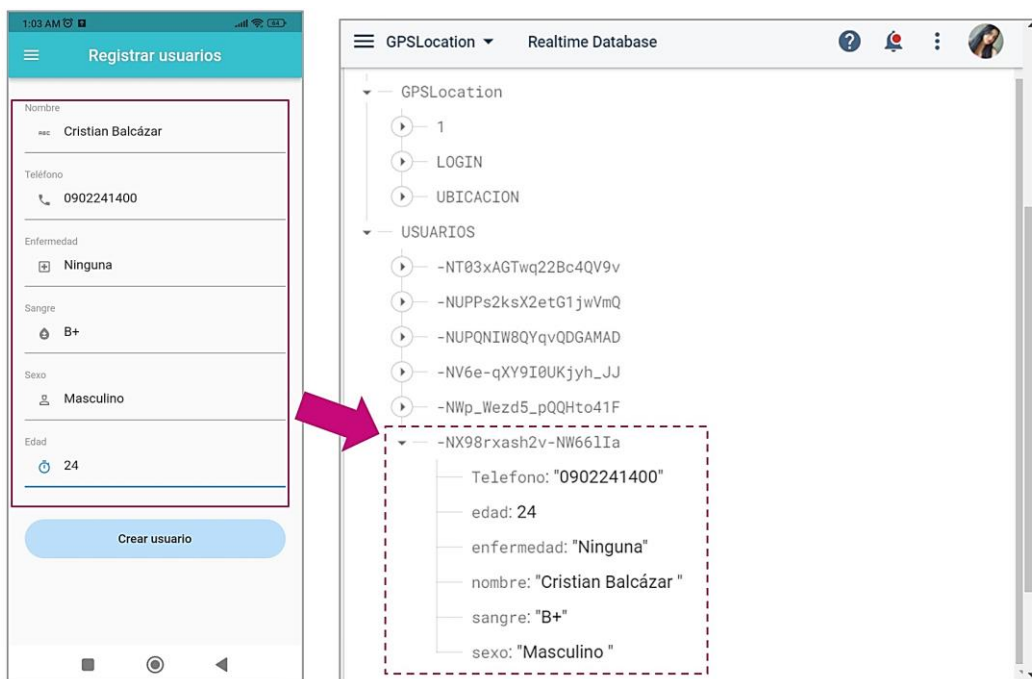 1:03 AM
64
Registrar usuarios
Nombre
ABC Cristian Balcázar
Teléfono
0902241400
Enfermedad
Ninguna
Sangre
B+
Sexo
Masculino
Edad
24
Crear usuario
GPSLocation Realtime Database
GPSLocation
1
LOGIN
UBICACION
USUARIOS
-NT03xAGTwq22Bc4QV9v
-NUPPs2ksX2etG1jwVmQ
-NUPQNIW8QYqvQDGAMAD
-NV6e-qXY9I0UKjyh_JJ
-NWp_Wezd5_pQQHto41F
-NX98rxash2v-NW66lIa
Telefono: "0902241400"
edad: 24
enfermedad: "Ninguna"
nombre: "Cristian Balcázar "
sangre: "B+"
sexo: "Masculino "